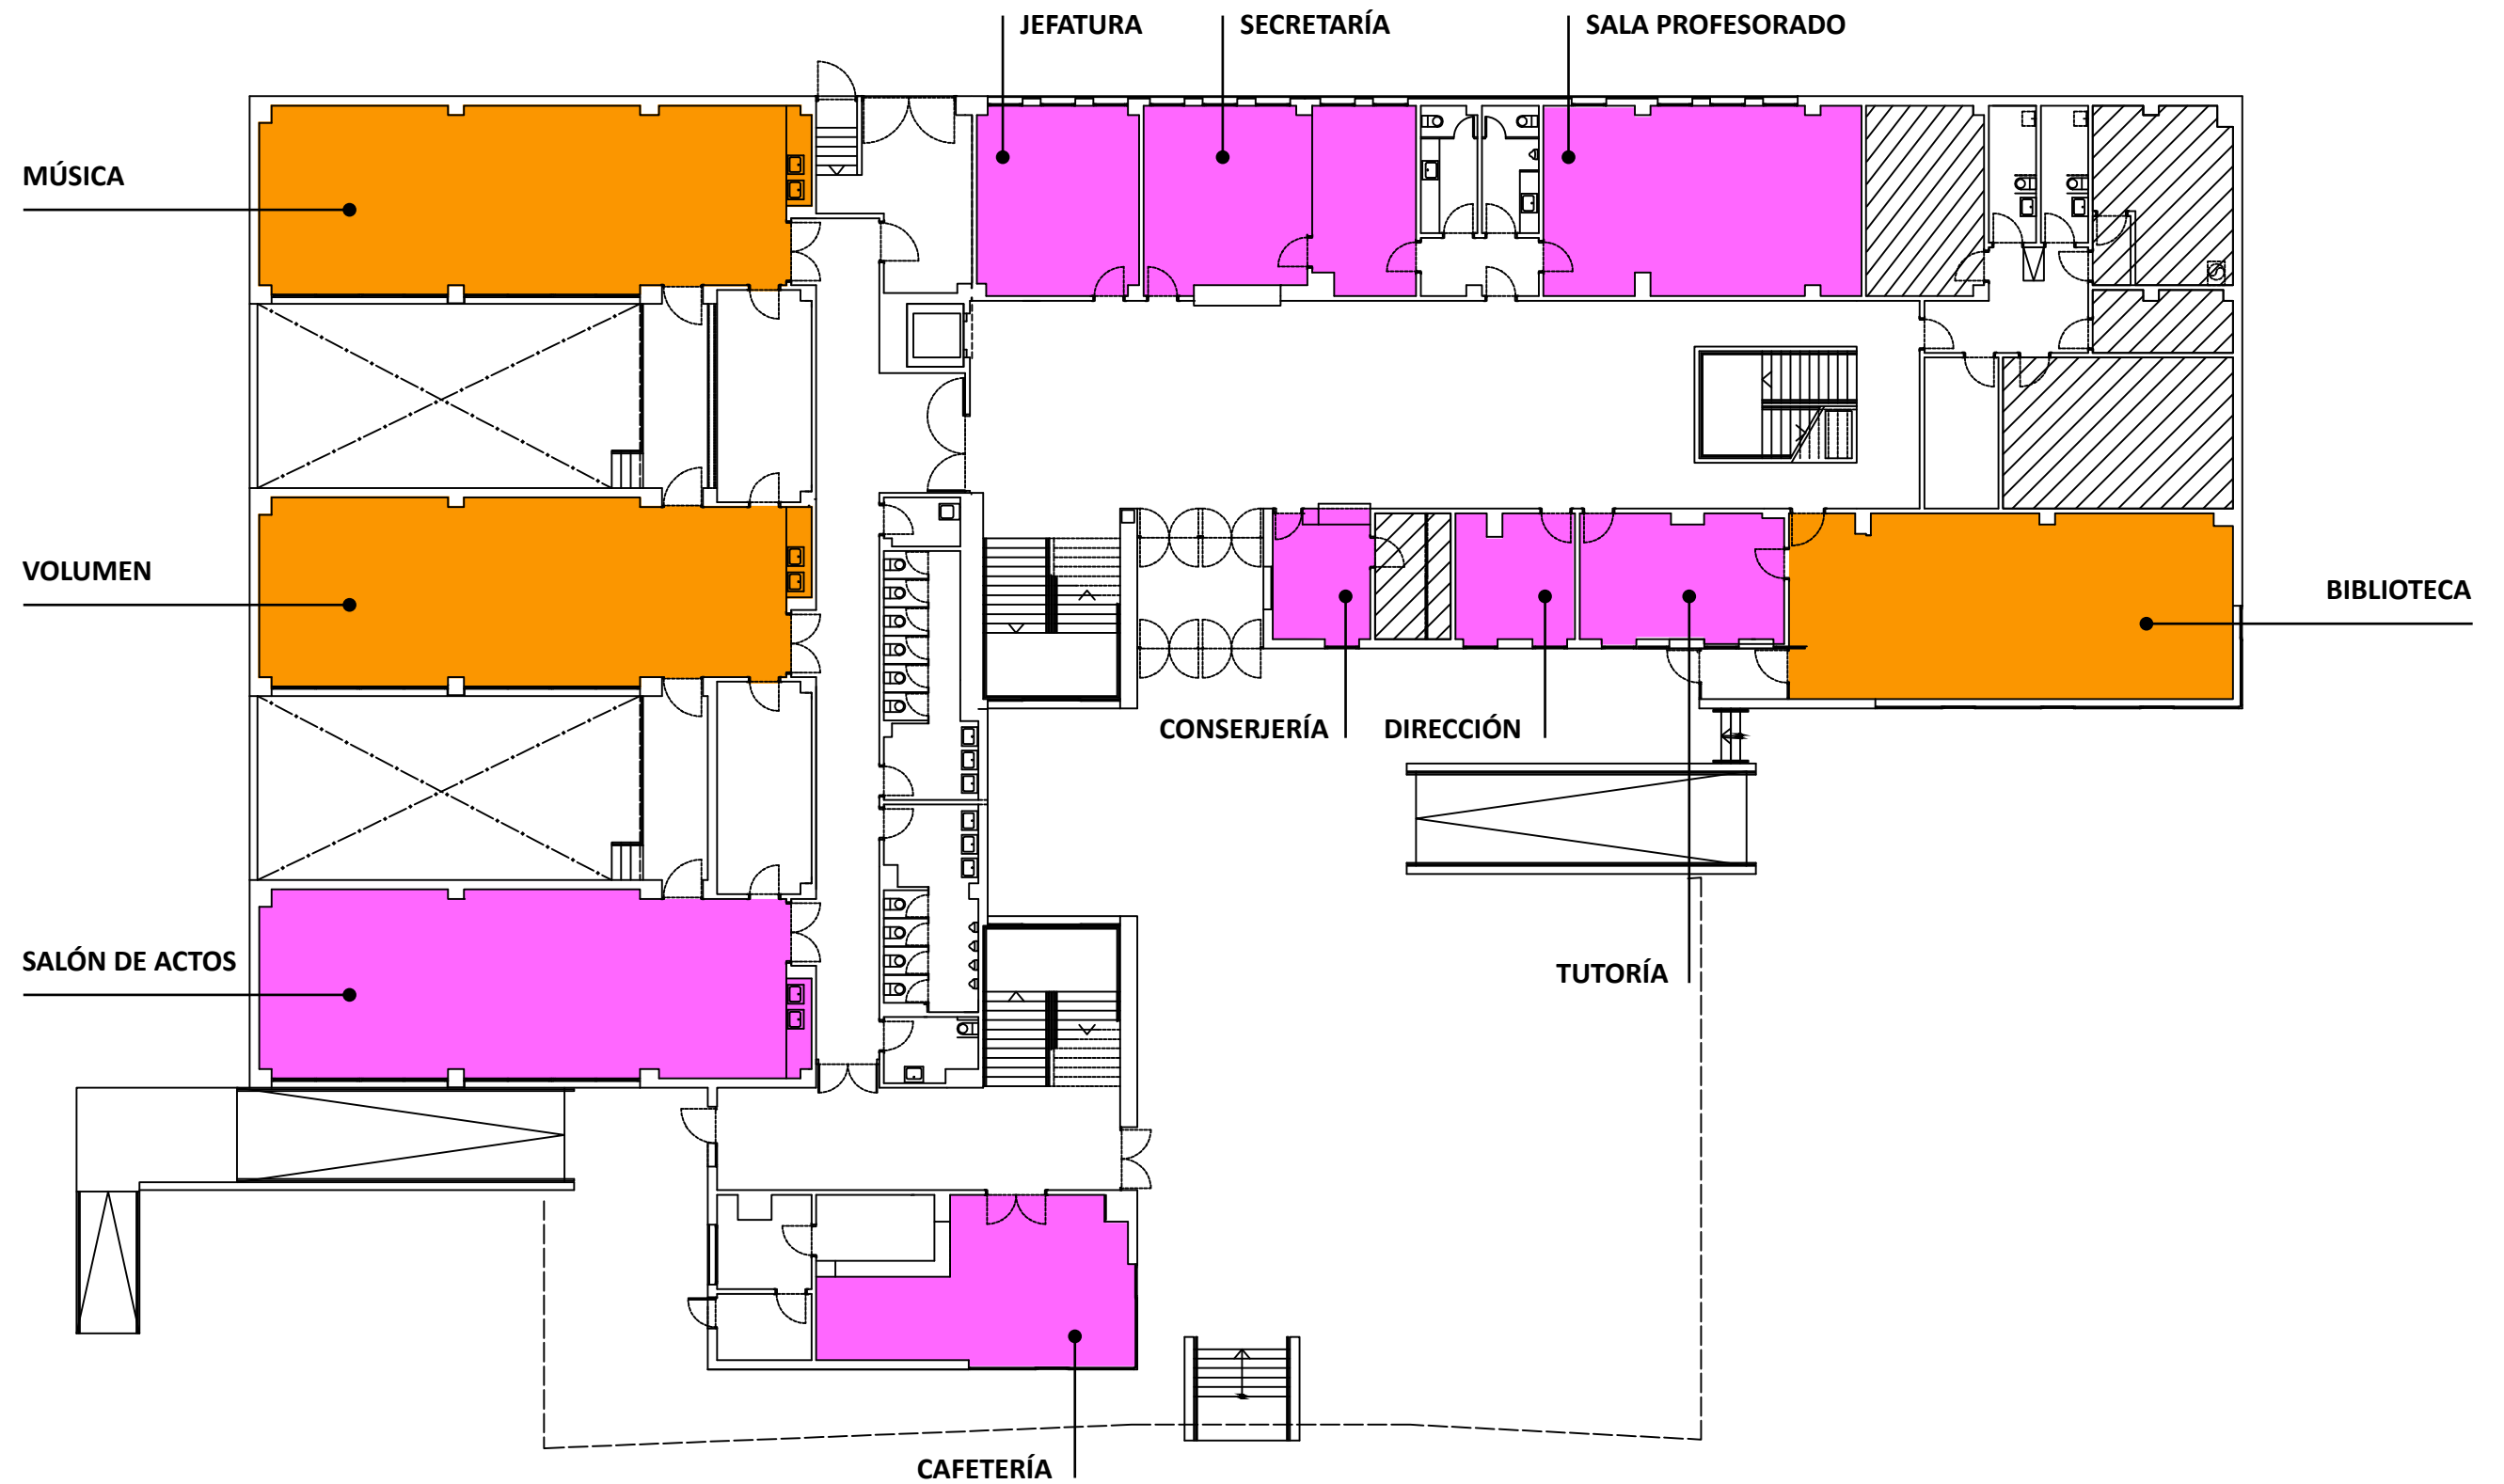 JEFATURA
SECRETARÍA
SALA PROFESORADO
MÚSICA
VOLUMEN
BIBLIOTECA
CONSERJERÍA
DIRECCIÓN
SALÓN DE ACTOS
TUTORÍA
CAFETERÍA